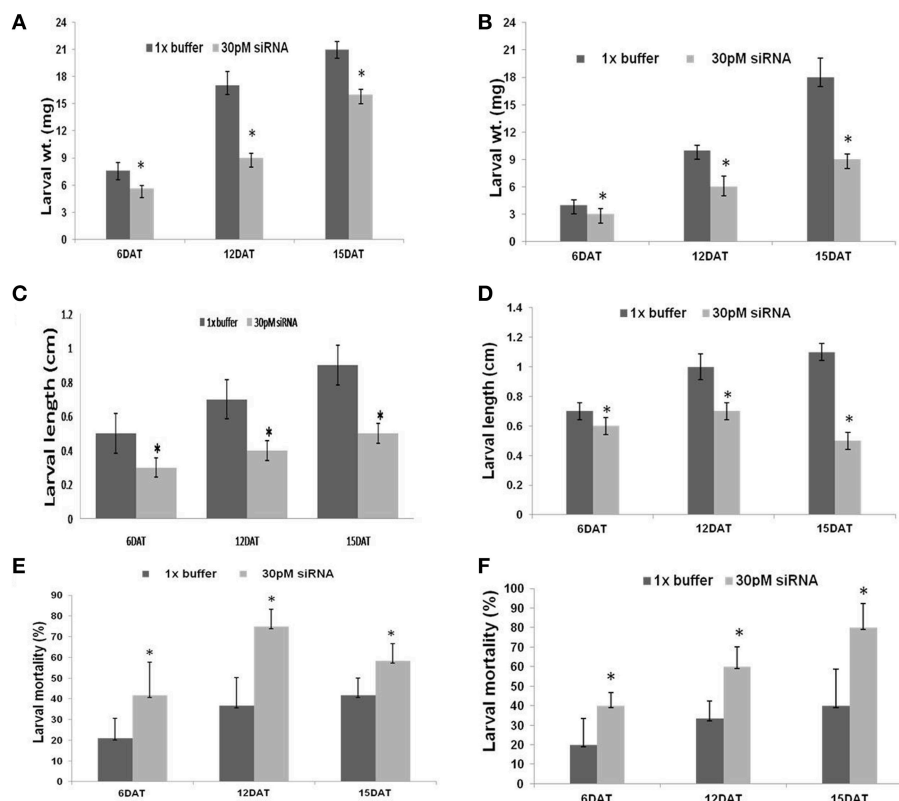 A
1x buffer 30pM siRNA
Larval wt. (mg)
24
21
18
15
12
9
6
3
0
* * *
6DAT 12DAT 15DAT
B
1x buffer 30pM siRNA
Larval wt. (mg)
24
21
18
15
12
9
6
3
0
* * *
6DAT 12DAT 15DAT
C
1x buffer 30pM siRNA
Larval length (cm)
1.2
1
0.8
0.6
0.4
0.2
0
* * *
6DAT 12DAT 15DAT
D
1x buffer 30pM siRNA
Larval length (cm)
1.4
1.2
1
0.8
0.6
0.4
0.2
0
* * *
6DAT 12DAT 15DAT
E
1x buffer 30pM siRNA
Larval mortality (%)
90
80
70
60
50
40
30
20
10
0
* * *
6DAT 12DAT 15DAT
F
1x buffer 30pM siRNA
Larval mortality (%)
100
90
80
70
60
50
40
30
20
10
0
* * *
6DAT 12DAT 15DAT